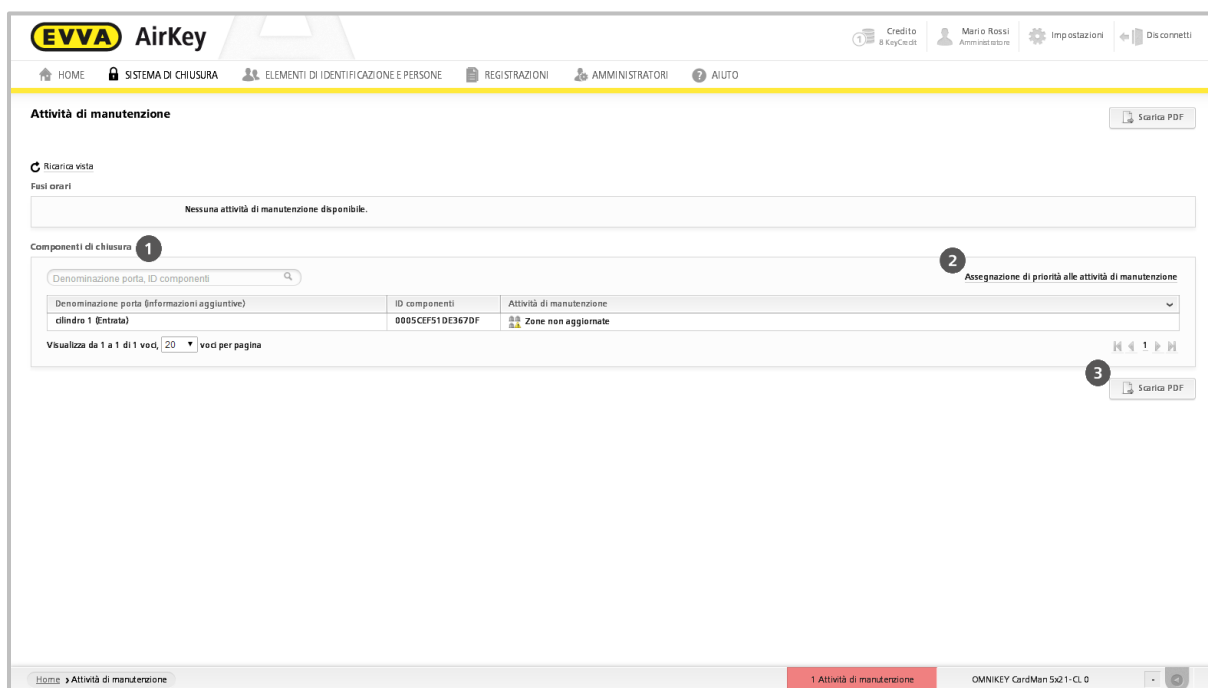 EVVA AirKey
Credito
8 KeyCredit
Mario Rossi
Amministratore
Impostazioni
Disconnetti
HOME SISTEMA DI CHIUSURA ELEMENTI DI IDENTIFICAZIONE E PERSONE REGISTRAZIONI AMMINISTRATORI AIUTO
Attività di manutenzione
Scarica PDF
Ricarica vista
Fusi orari
Nessuna attività di manutenzione disponibile.
Componenti di chiusura 1
2
Denominazione porta, ID componenti
Assegnazione di priorità alle attività di manutenzione
Denominazione porta (informazioni aggiuntive) ID componenti Attività di manutenzione
cilindro 1 (Entrata) 0005CEF51DE367DF Zone non aggiornate
Visualizza da 1 a 1 di 1 voci, 20 voci per pagina 1
3
Scarica PDF
Home › Attività di manutenzione 1 Attività di manutenzione OMNIKEY CardMan 5x21-CL 0 -